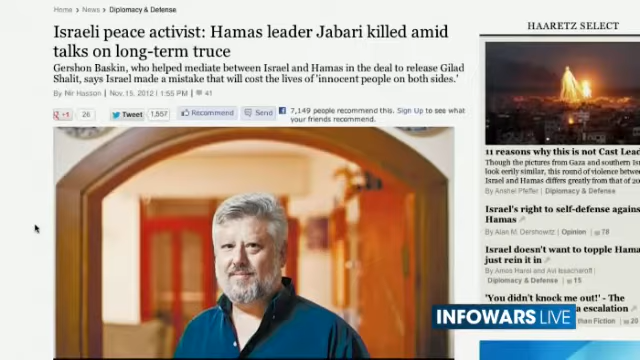 Home > News > Diplomacy & Defense
Israeli peace activist: Hamas leader Jabari killed amid
talks on long-term truce
Gershon Baskin, who helped mediate between Israel and Hamas in the deal to release Gilad
Shalit, says Israel made a mistake that will cost the lives of 'innocent people on both sides.'
By Nir Hasson | Nov.15, 2012 | 1:55 PM | 41
+1 26 Tweet 1,557 Recommend Send 7,149 people recommend this. Sign Up to see what
your friends recommend.
HAARETZ SELECT
11 reasons why this is not Cast Lead
Though the pictures from Gaza and southern Is
look eerily similar, this round of violence between
Israel and Hamas differs greatly from that of 20
By Anshel Pfeffer | Diplomacy & Defense
Israel's right to self-defense against
Hamas
By Alan M. Dershowitz | Opinion | 78
Israel doesn't want to topple Hama
just rein it in
By Amos Harel and Avi Issacharoff
Diplomacy & Defense | 15
'You didn't knock me out!' - The
a escalation
than Fiction | 20
INFOWARS LIVE